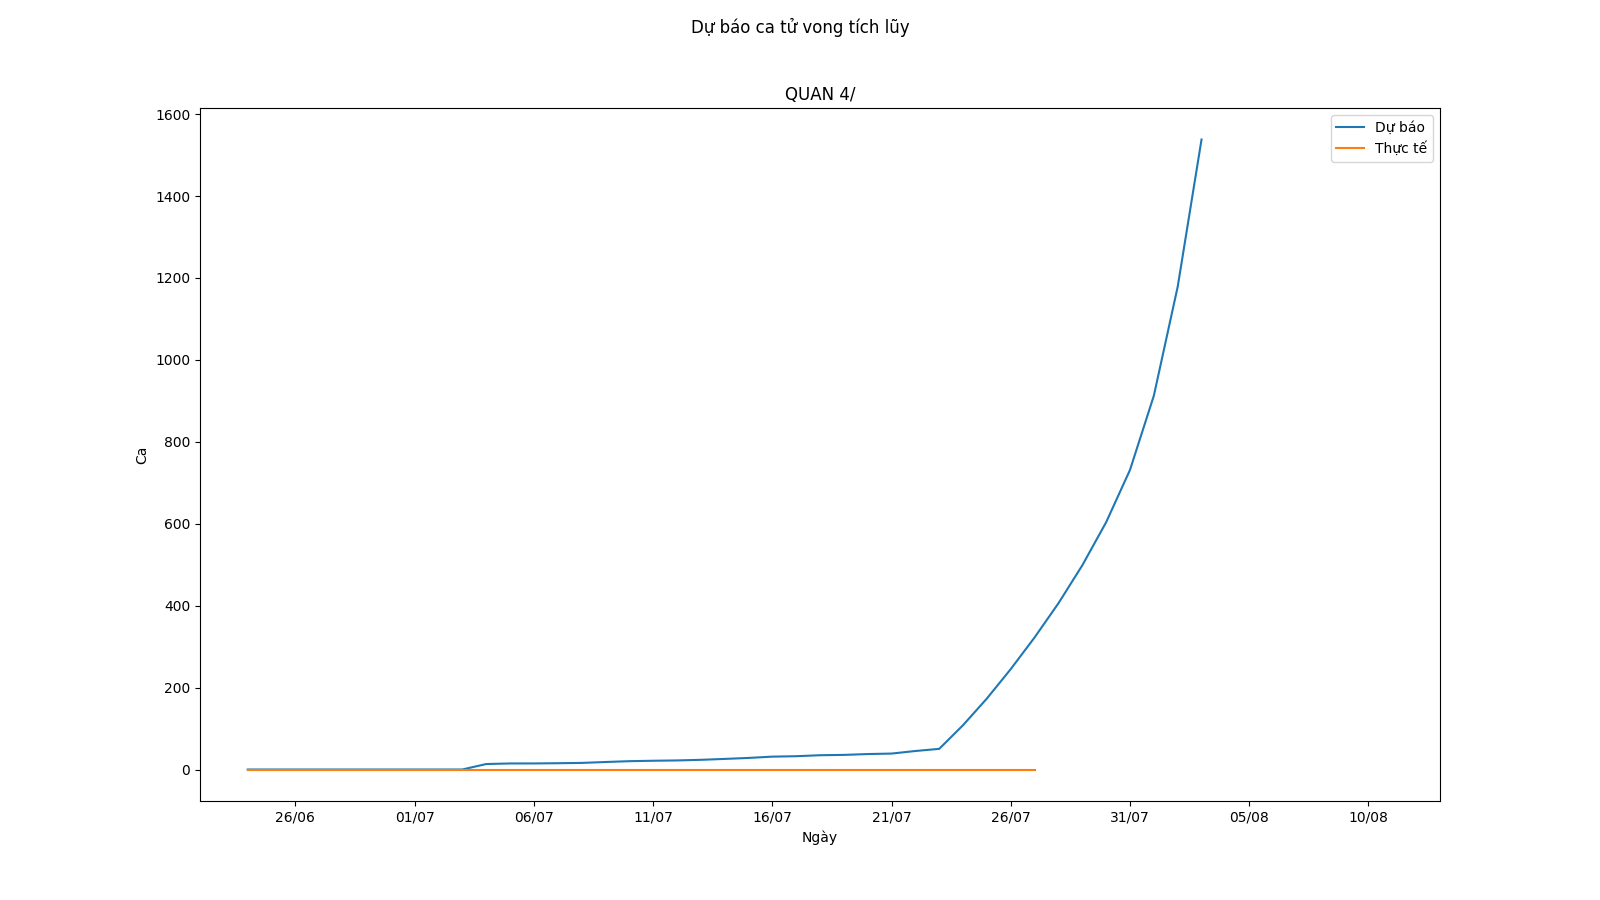 Dự báo ca tử vong tích lũy
QUAN 4/
Dự báo
Thực tế
1600
1400
1200
1000
800
600
400
200
0
Ca
26/06 01/07 06/07 11/07 16/07 21/07 26/07 31/07 05/08 10/08
Ngày